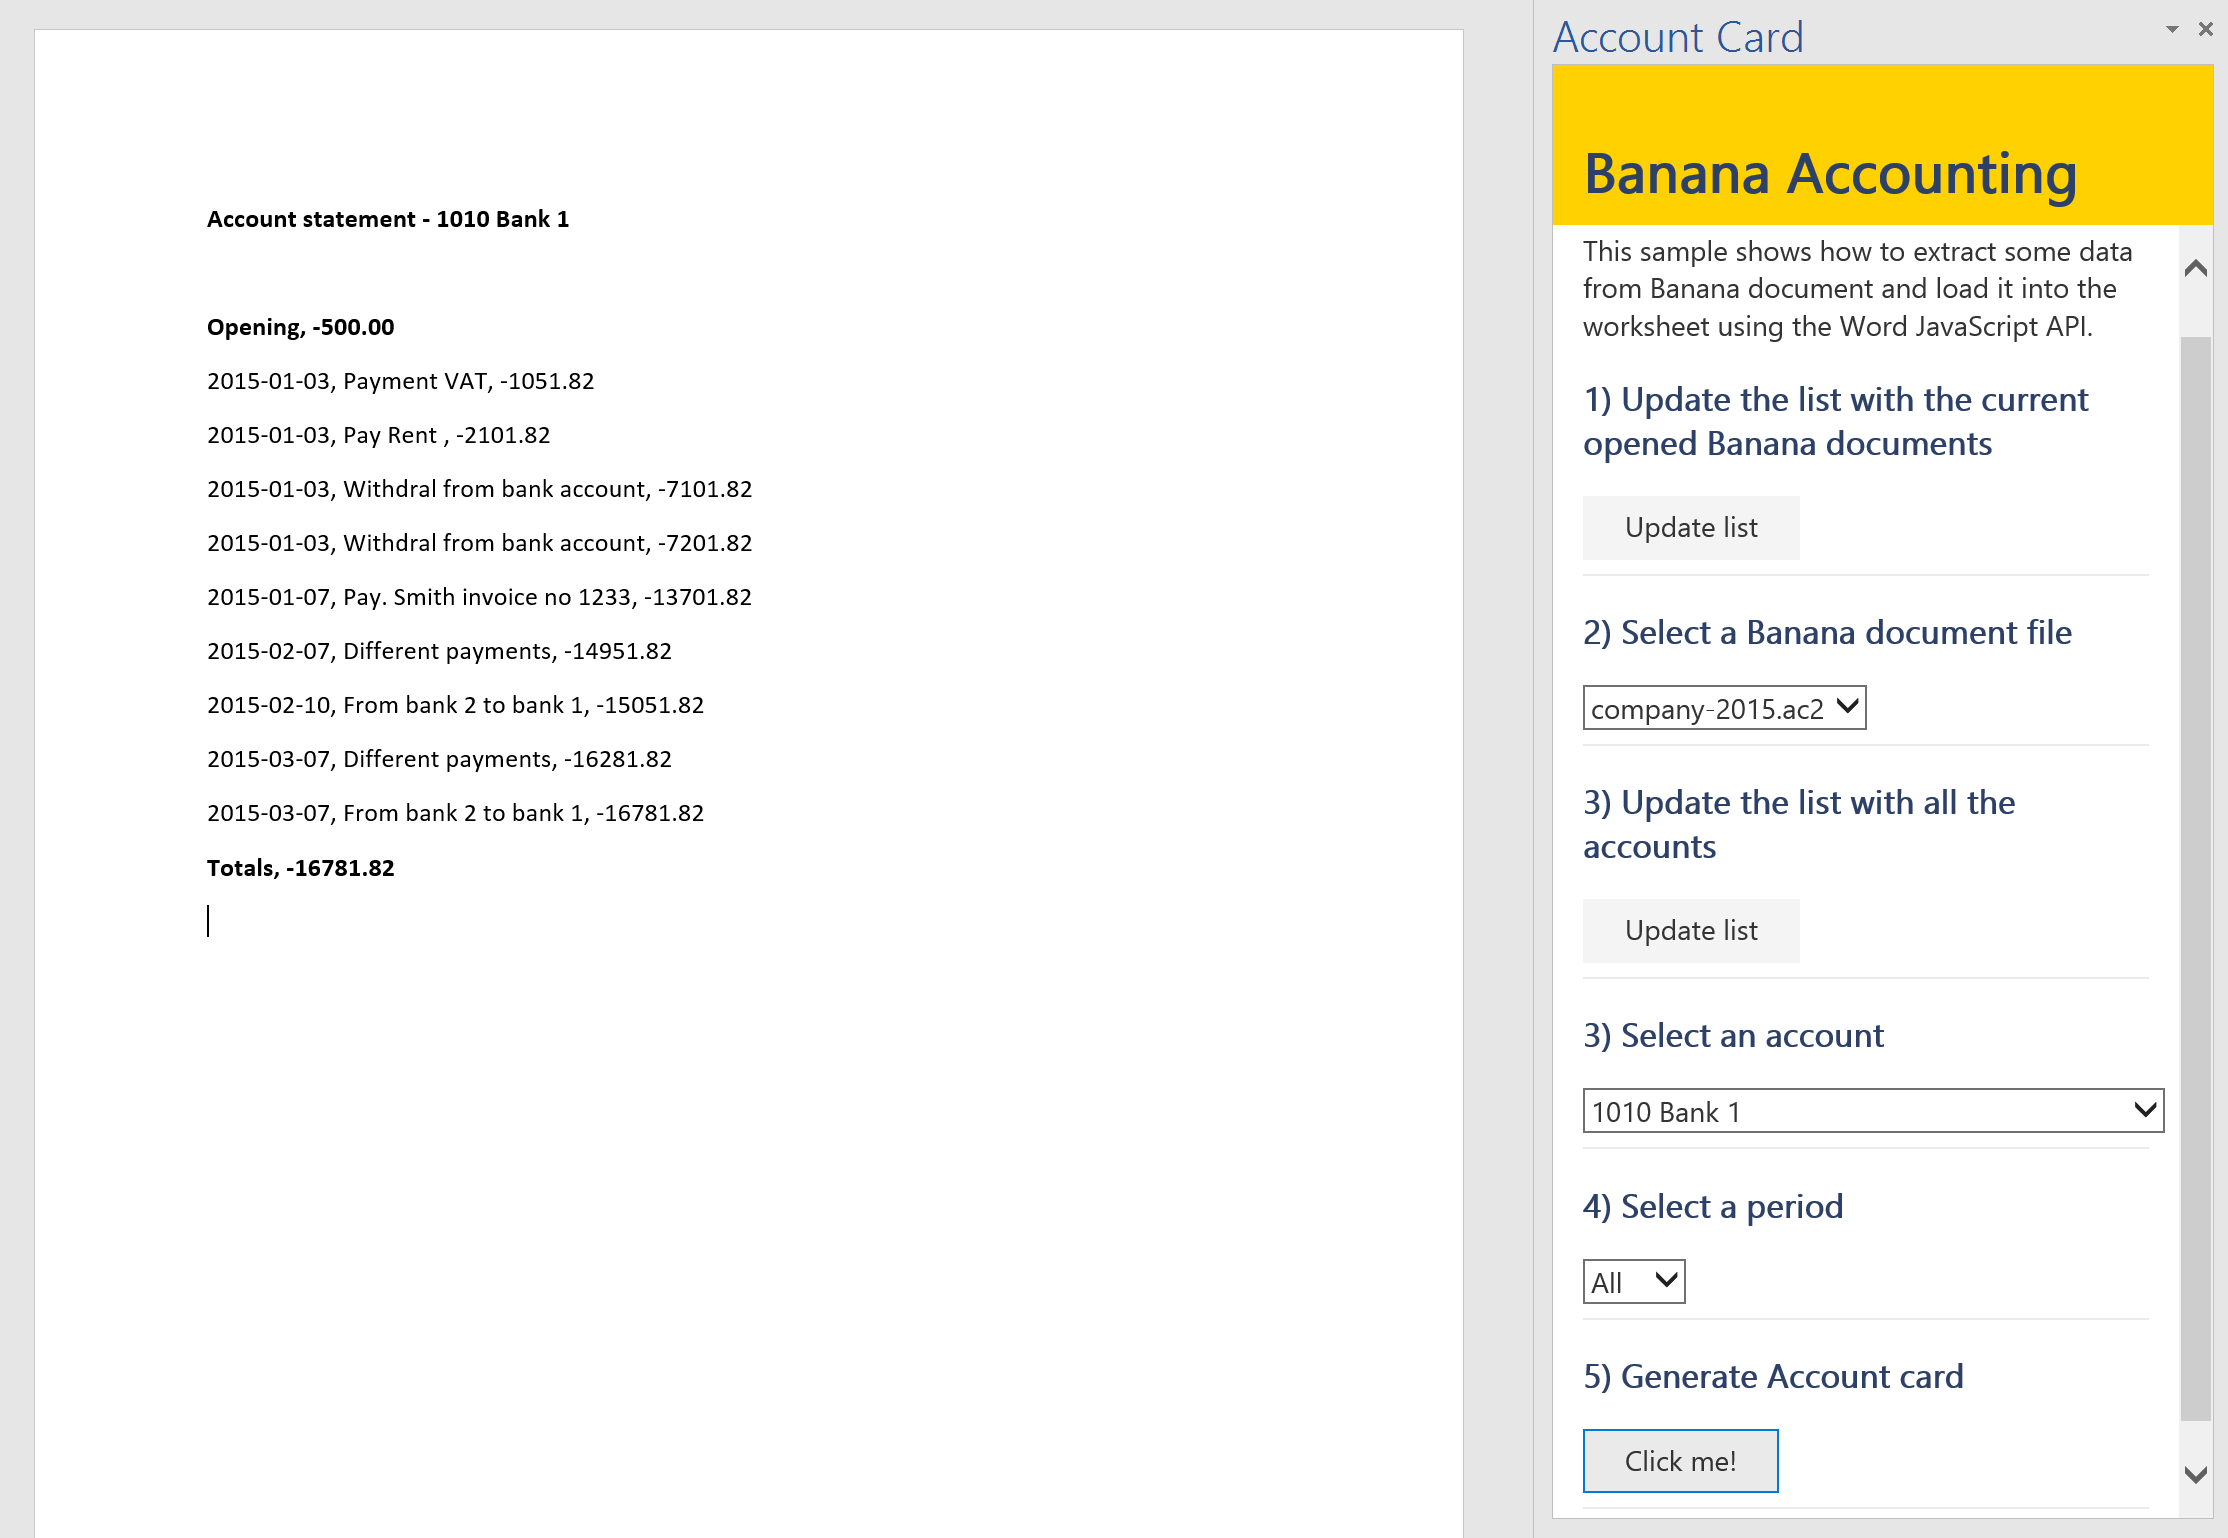 Account statement - 1010 Bank 1
Opening, -500.00
2015-01-03, Payment VAT, -1051.82
2015-01-03, Pay Rent , -2101.82
2015-01-03, Withdral from bank account, -7101.82
2015-01-03, Withdral from bank account, -7201.82
2015-01-07, Pay. Smith invoice no 1233, -13701.82
2015-02-07, Different payments, -14951.82
2015-02-10, From bank 2 to bank 1, -15051.82
2015-03-07, Different payments, -16281.82
2015-03-07, From bank 2 to bank 1, -16781.82
Totals, -16781.82
Account Card
Banana Accounting
This sample shows how to extract some data
from Banana document and load it into the
worksheet using the Word JavaScript API.
1) Update the list with the current
opened Banana documents
Update list
2) Select a Banana document file
company-2015.ac2
3) Update the list with all the
accounts
Update list
3) Select an account
1010 Bank 1
4) Select a period
All
5) Generate Account card
Click me!